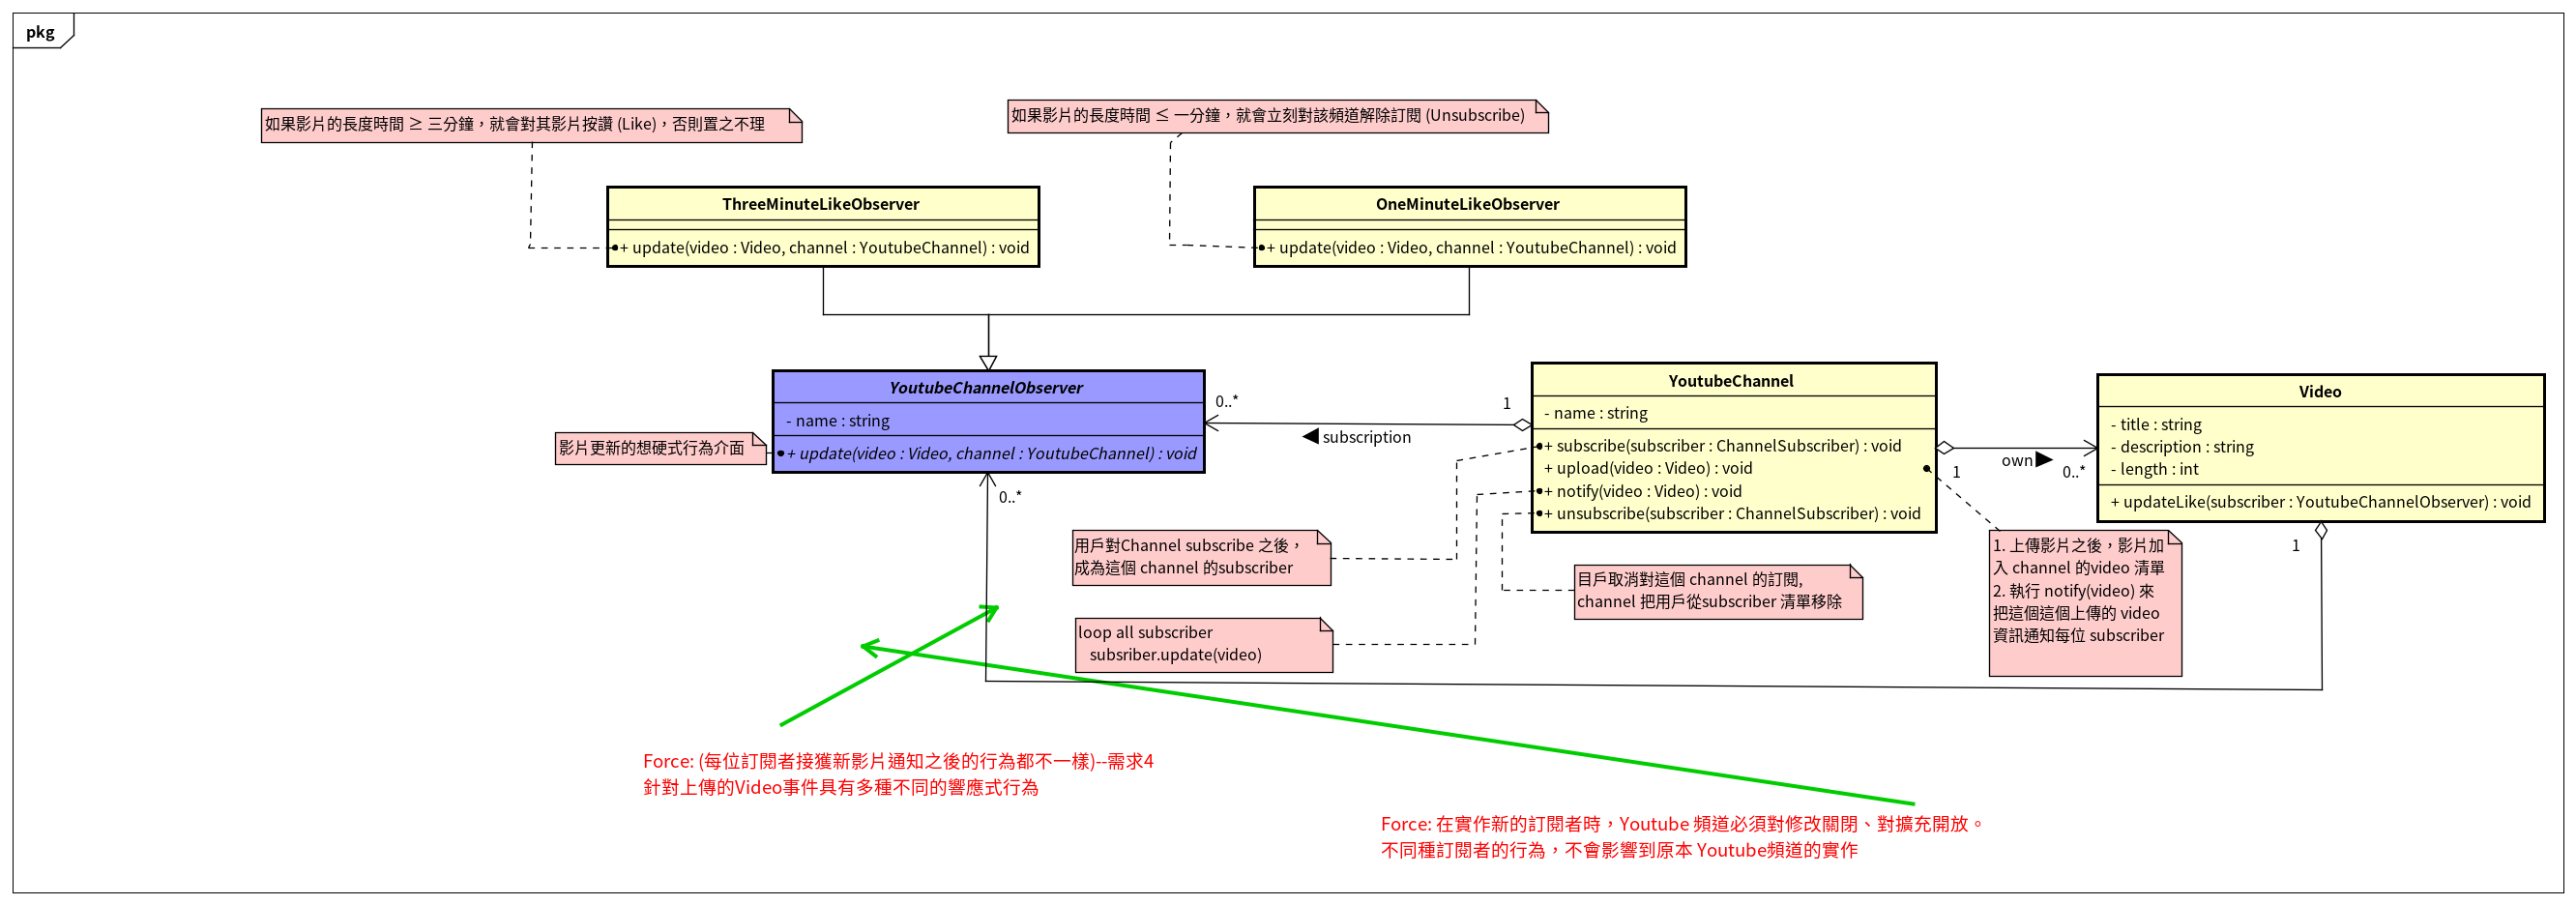 pkg
如果影片的長度時間 ≥ 三分鐘，就會對其影片按讚 (Like)，否則置之不理
如果影片的長度時間 ≤ 一分鐘，就會立刻對該頻道解除訂閱 (Unsubscribe)
ThreeMinuteLikeObserver
+ update(video : Video, channel : YoutubeChannel) : void
OneMinuteLikeObserver
+ update(video : Video, channel : YoutubeChannel) : void
YoutubeChannelObserver
- name : string
+ update(video : Video, channel : YoutubeChannel) : void
影片更新的想硬式行為介面
0..*
1
subscription
0..*
YoutubeChannel
- name : string
+ subscribe(subscriber : ChannelSubscriber) : void
+ upload(video : Video) : void
+ notify(video : Video) : void
+ unsubscribe(subscriber : ChannelSubscriber) : void
1
own
0..*
Video
- title : string
- description : string
- length : int
+ updateLike(subscriber : YoutubeChannelObserver) : void
1
用戶對Channel subscribe 之後，
成為這個 channel 的subscriber
目戶取消對這個 channel 的訂閱,
channel 把用戶從subscriber 清單移除
1. 上傳影片之後，影片加
入 channel 的video 清單
2. 執行 notify(video) 來
把這個這個上傳的 video
資訊通知每位 subscriber
loop all subscriber
subsriber.update(video)
Force: (每位訂閱者接獲新影片通知之後的行為都不一樣)--需求4
針對上傳的Video事件具有多種不同的響應式行為
Force: 在實作新的訂閱者時，Youtube 頻道必須對修改關閉、對擴充開放。
不同種訂閱者的行為，不會影響到原本 Youtube頻道的實作